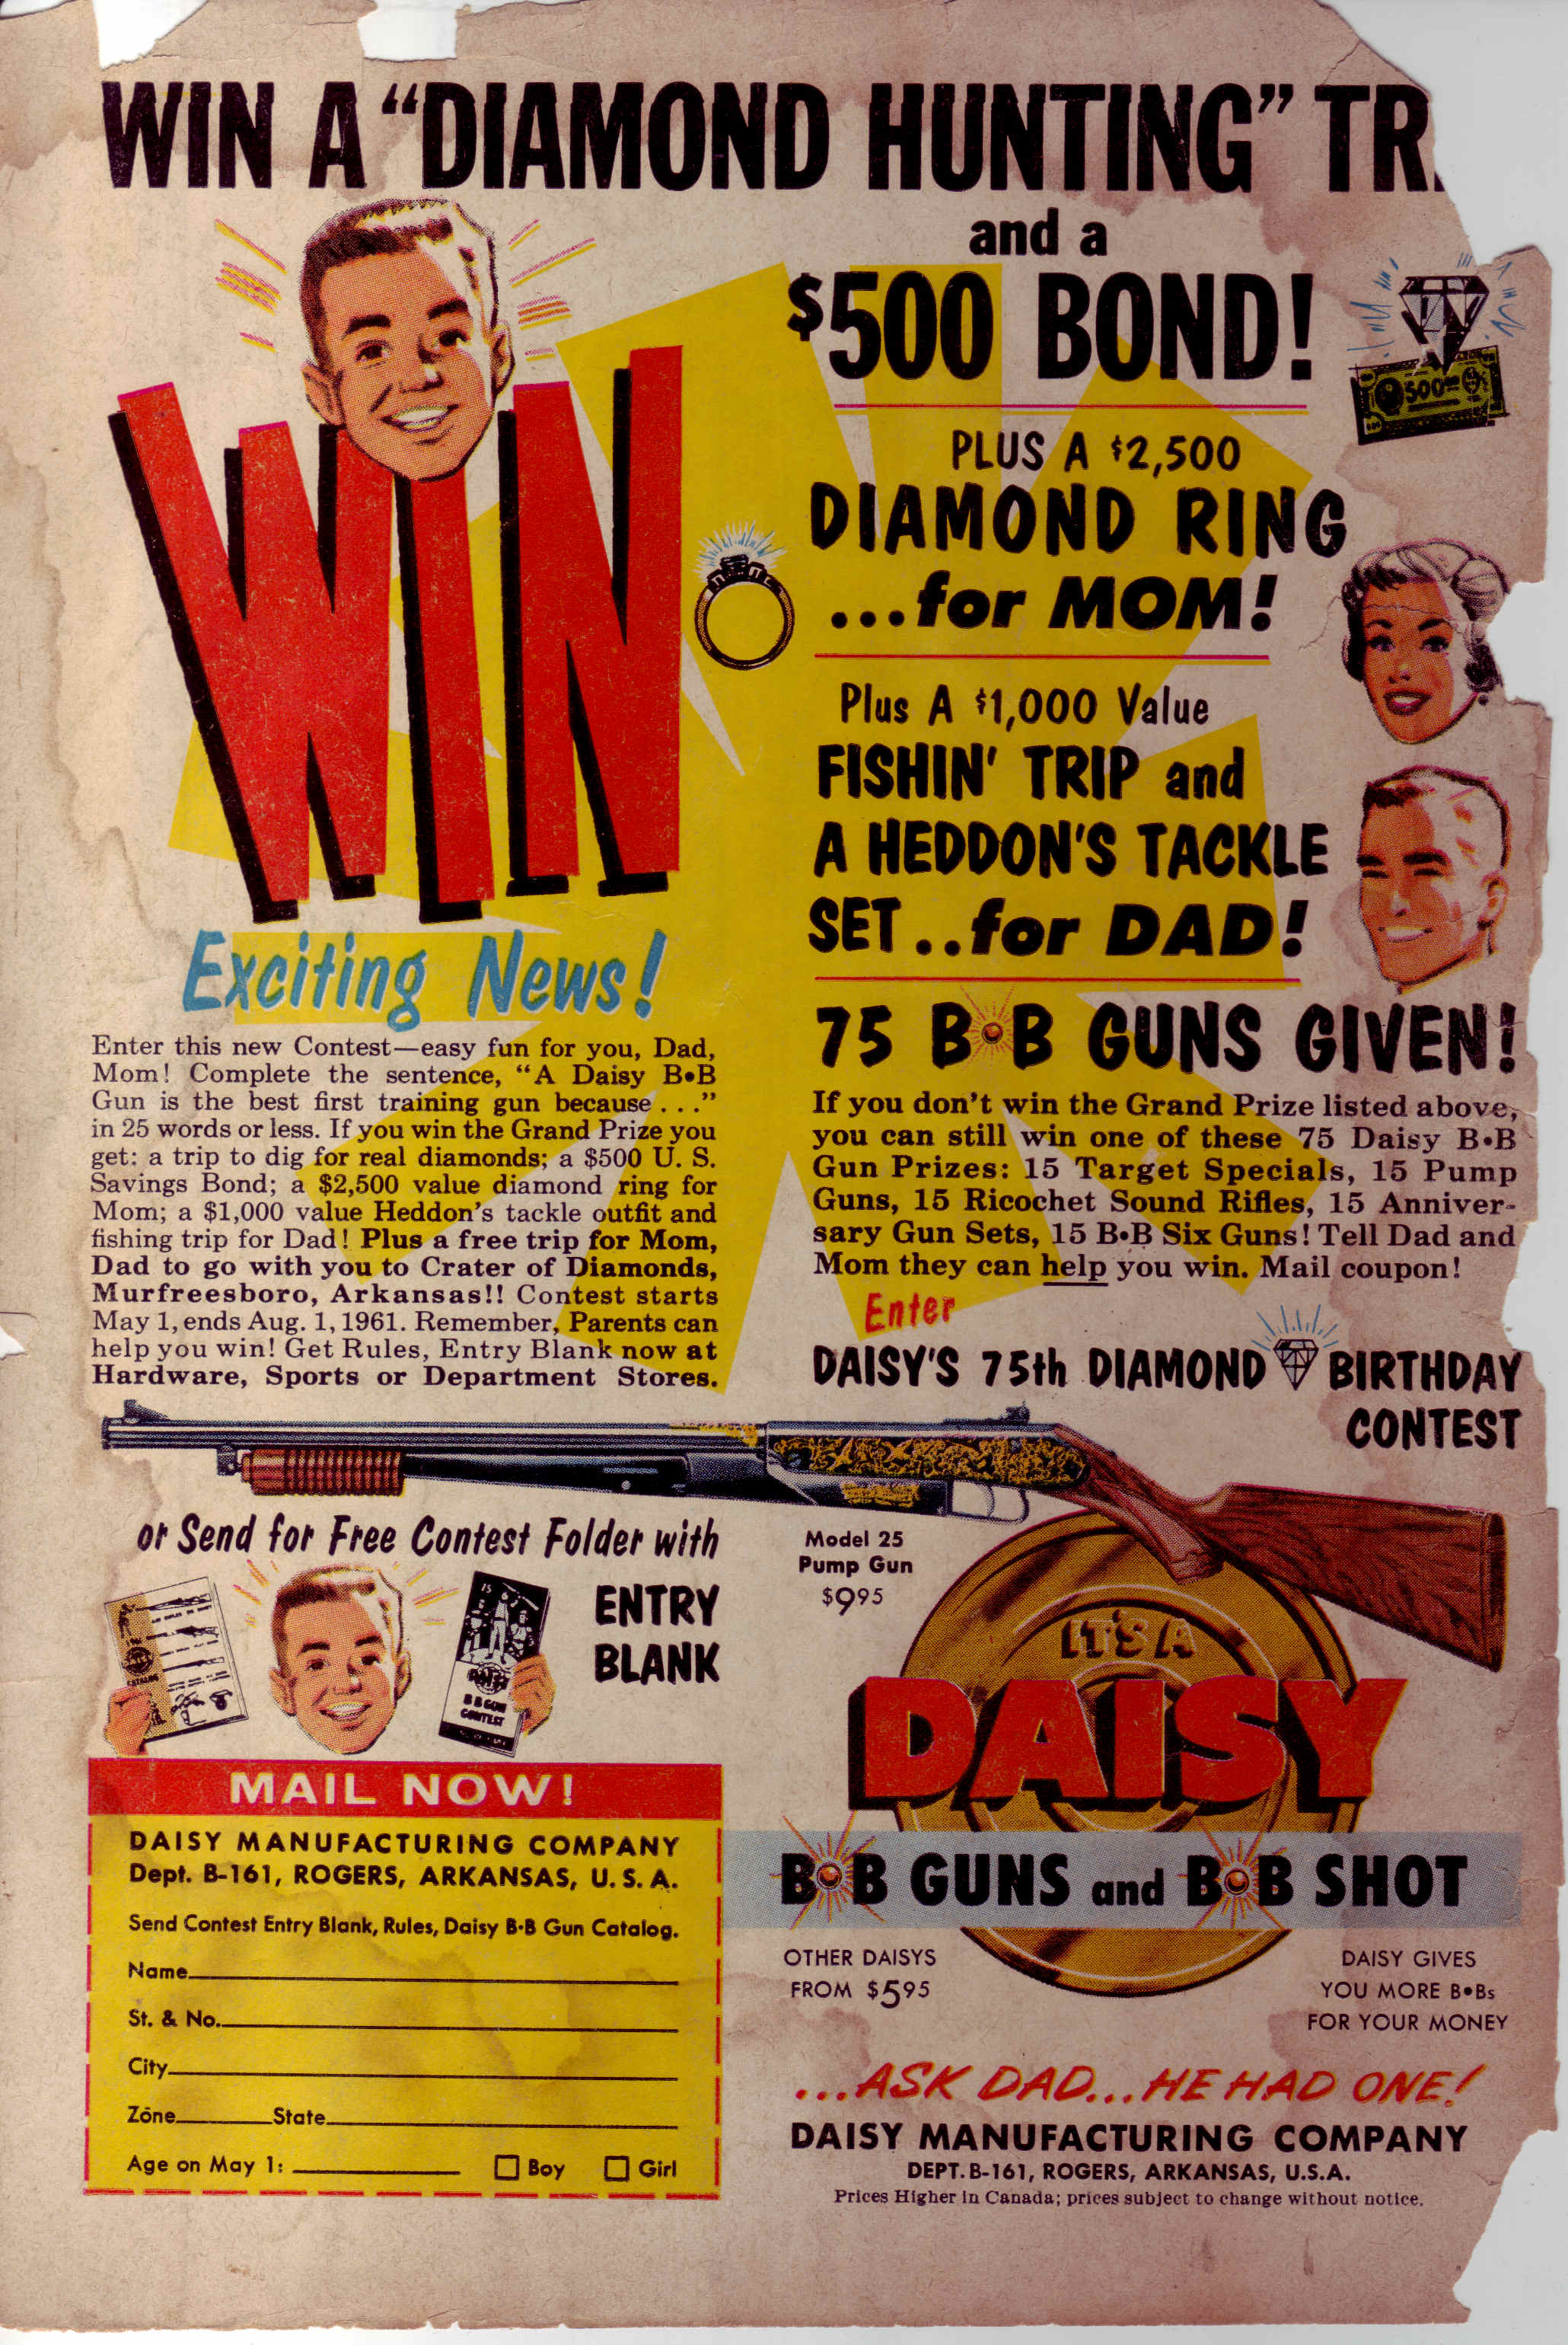 WIN A "DIAMOND HUNTING" TR
and a
$500 BOND!
500
WIN
PLUS A $2,500
DIAMOND RING
...for MOM!
Plus A $1,000 Value
FISHIN' TRIP and
A HEDDON'S TACKLE
SET..for DAD!
Exciting News!
Enter this new Contest—easy fun for you, Dad,
Mom! Complete the sentence, "A Daisy B•B
Gun is the best first training gun because . . ."
in 25 words or less. If you win the Grand Prize you
get: a trip to dig for real diamonds; a $500 U. S.
Savings Bond; a $2,500 value diamond ring for
Mom; a $1,000 value Heddon's tackle outfit and
fishing trip for Dad! Plus a free trip for Mom,
Dad to go with you to Crater of Diamonds,
Murfreesboro, Arkansas!! Contest starts
May 1, ends Aug. 1, 1961. Remember, Parents can
help you win! Get Rules, Entry Blank now at
Hardware, Sports or Department Stores.
75 B•B GUNS GIVEN!
If you don't win the Grand Prize listed above,
you can still win one of these 75 Daisy B•B
Gun Prizes: 15 Target Specials, 15 Pump
Guns, 15 Ricochet Sound Rifles, 15 Anniver-
sary Gun Sets, 15 B•B Six Guns! Tell Dad and
Mom they can help you win. Mail coupon!
Enter
DAISY'S 75th DIAMOND BIRTHDAY
CONTEST
or Send for Free Contest Folder with
ENTRY
BLANK
CATALOG
DAISY
B B GUN
CONTEST
Model 25
Pump Gun
$9.95
IT'S A
DAISY
B•B GUNS and B•B SHOT
OTHER DAISYS
FROM $5.95
DAISY GIVES
YOU MORE B•Bs
FOR YOUR MONEY
...ASK DAD...HE HAD ONE!
DAISY MANUFACTURING COMPANY
DEPT. B-161, ROGERS, ARKANSAS, U.S.A.
Prices Higher in Canada; prices subject to change without notice.
MAIL NOW!
DAISY MANUFACTURING COMPANY
Dept. B-161, ROGERS, ARKANSAS, U. S. A.
Send Contest Entry Blank, Rules, Daisy B•B Gun Catalog.
Name
St. & No.
City
Zone State
Age on May 1: Boy Girl